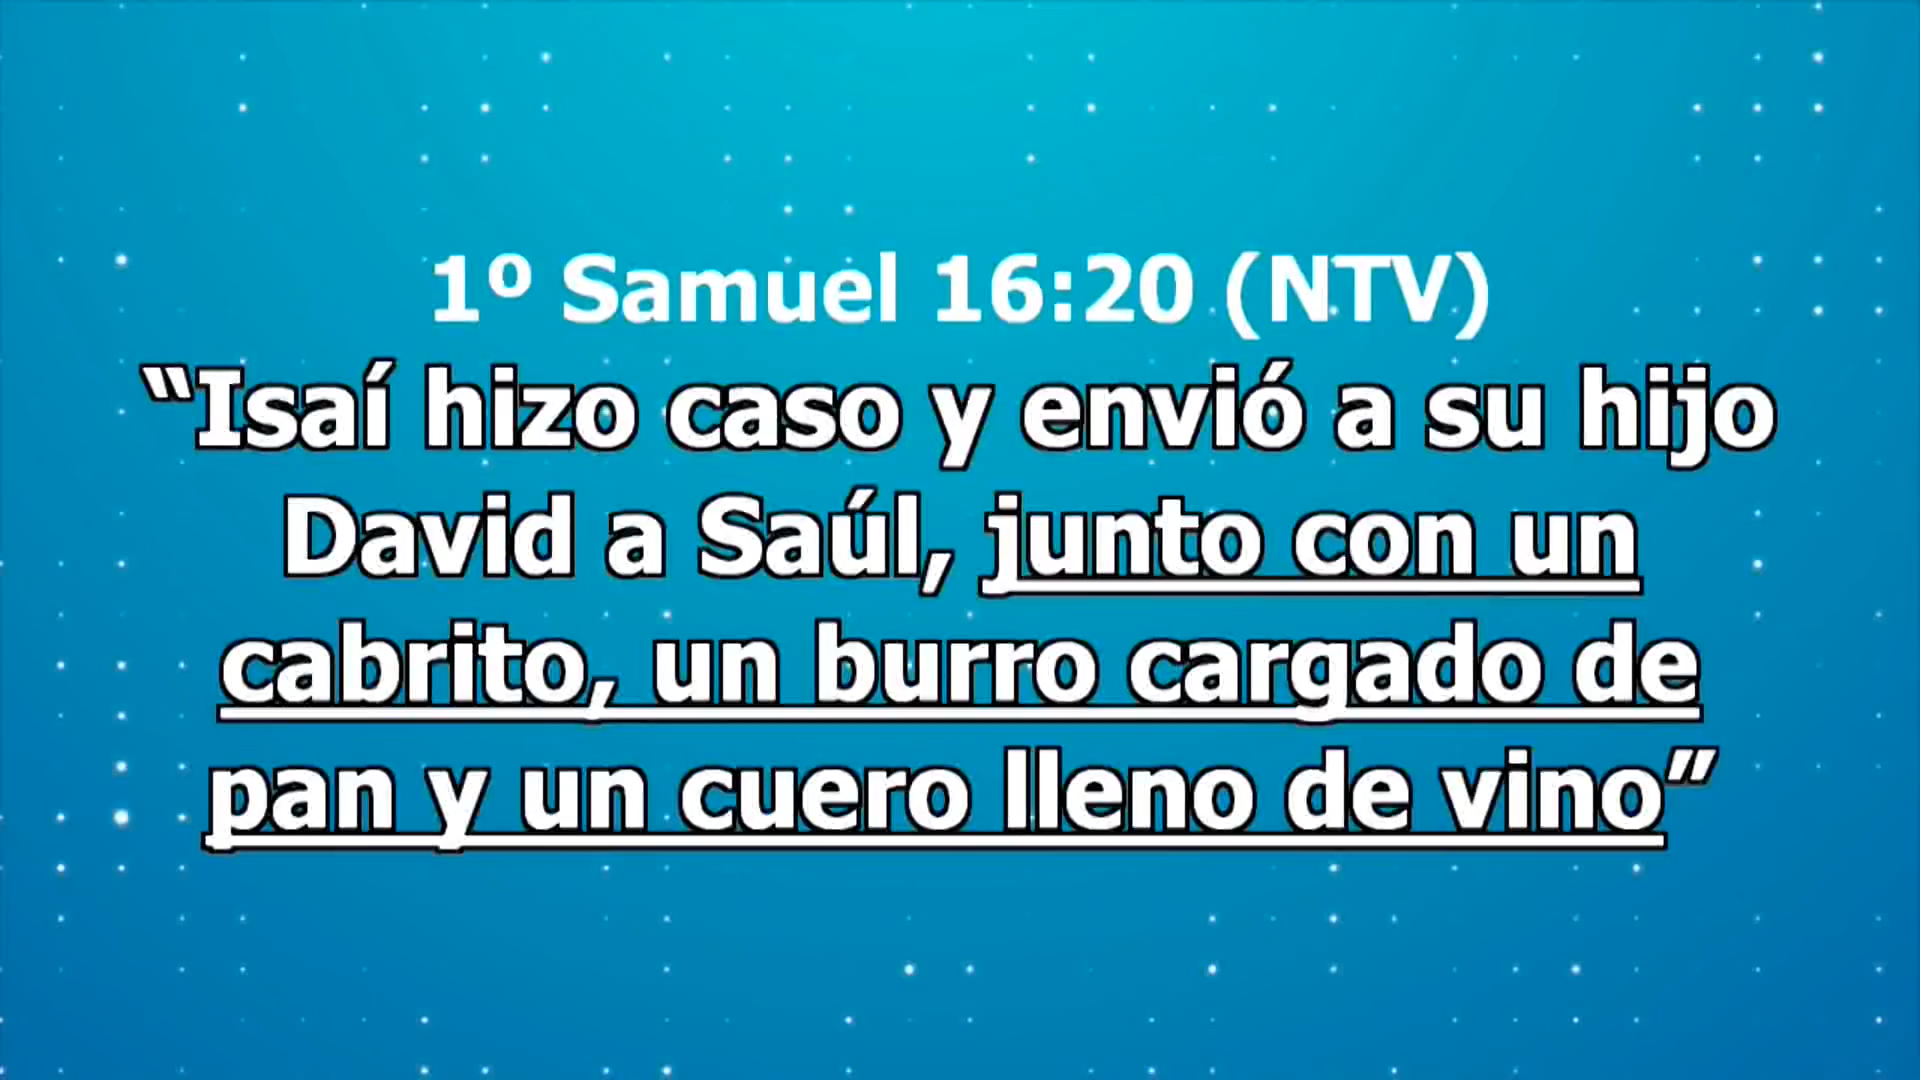 1º Samuel 16:20 (NTV)
“Isaí hizo caso y envió a su hijo
David a Saúl, junto con un
cabrito, un burro cargado de
pan y un cuero lleno de vino”